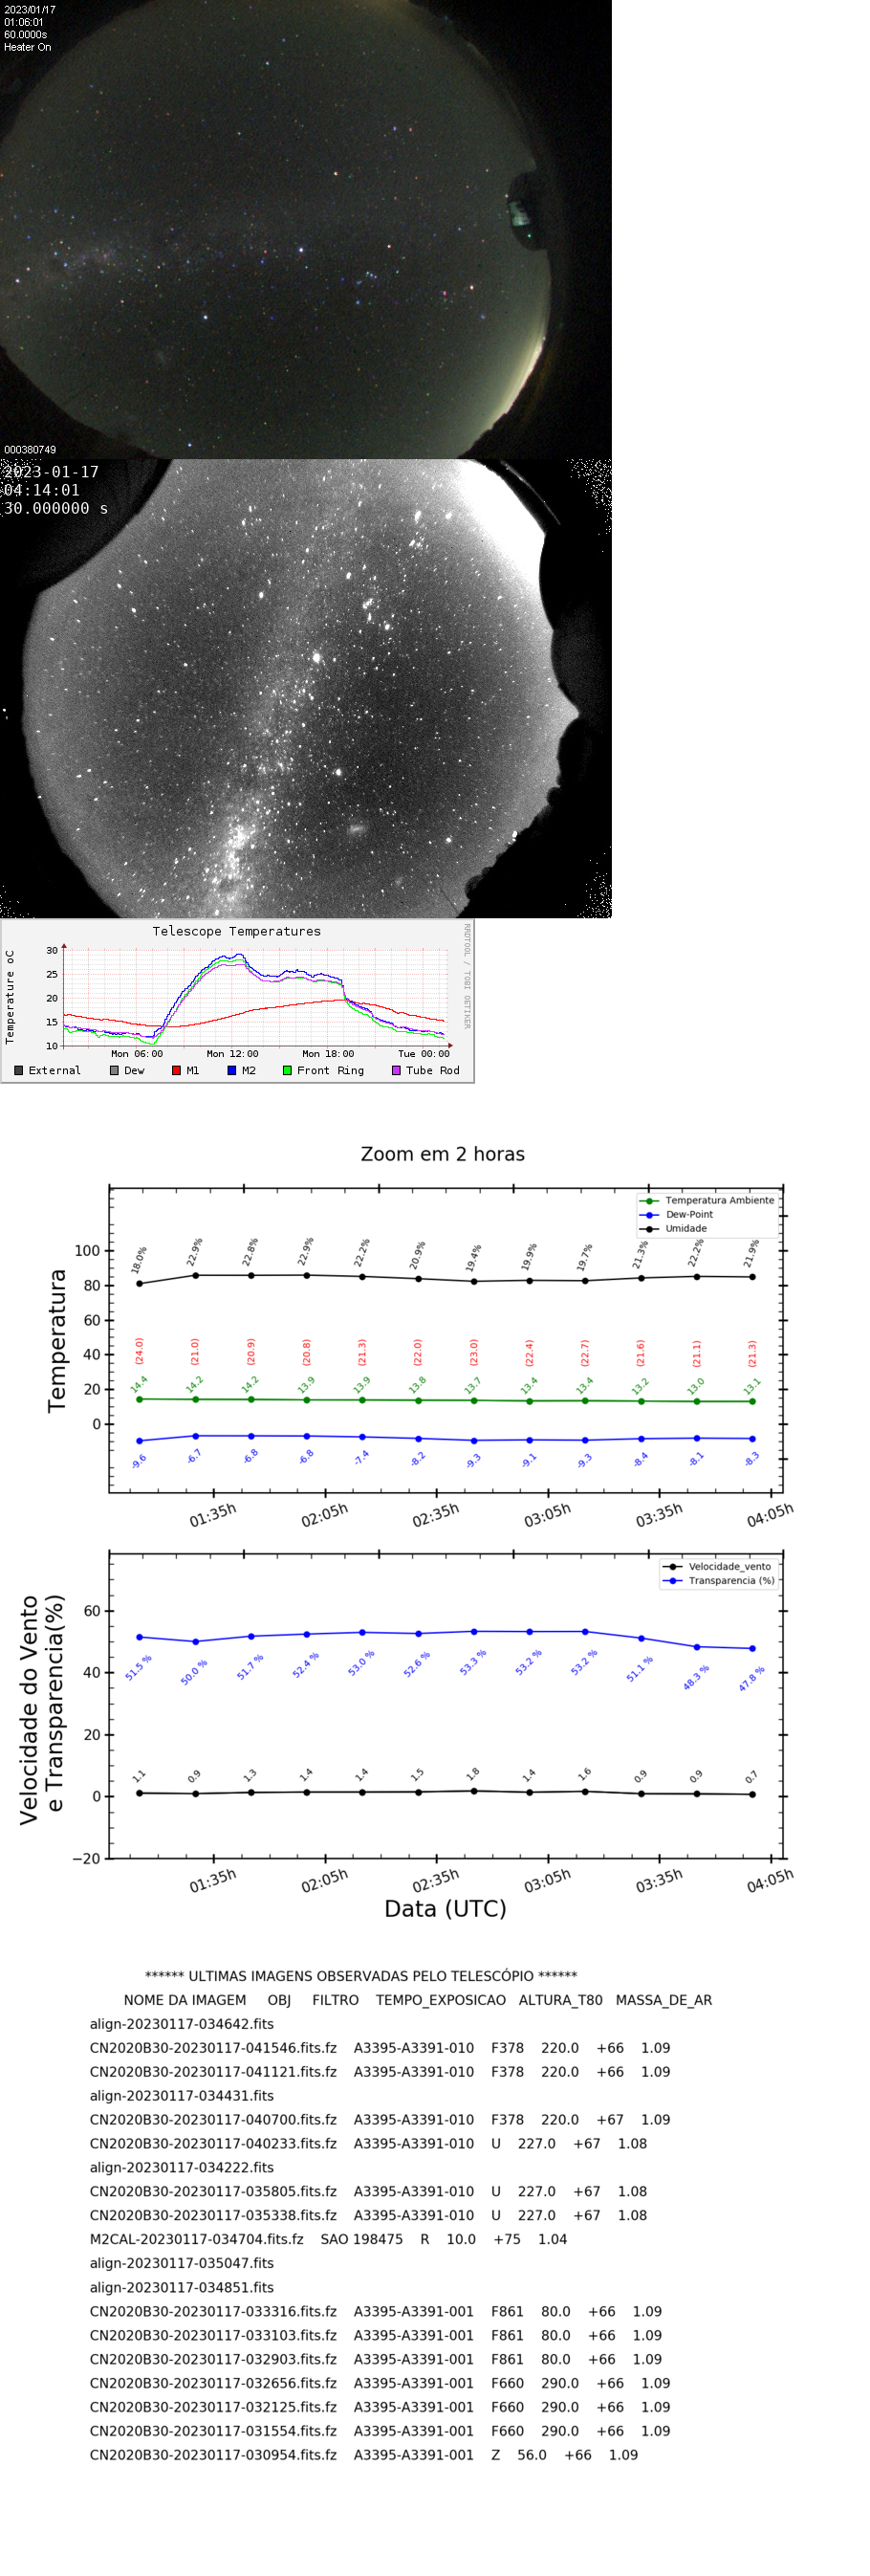 2023/01/17
01:06:01
60.0000s
Heater On
000380749
2023-01-17
04:14:01
30.000000 s
Telescope Temperatures
RRDTOOL / TOBI OETIKER
Temperature oC
30
25
20
15
10
Mon 06:00 Mon 12:00 Mon 18:00 Tue 00:00
External Dew M1 M2 Front Ring Tube Rod
Zoom em 2 horas
Temperatura Ambiente
Dew-Point
Umidade
Temperatura
100
80
60
40
20
0
18.0% 22.9% 22.8% 22.9% 22.2% 20.9% 19.4% 19.9% 19.7% 21.3% 22.2% 21.9%
(24.0) (21.0) (20.9) (20.8) (21.3) (22.0) (23.0) (22.4) (22.7) (21.6) (21.1) (21.3)
14.4 14.2 14.2 13.9 13.9 13.8 13.7 13.4 13.4 13.2 13.0 13.1
-9.6 -6.7 -6.8 -6.8 -7.4 -8.2 -9.3 -9.1 -9.3 -8.4 -8.1 -8.3
01:35h 02:05h 02:35h 03:05h 03:35h 04:05h
Velocidade_vento
Transparencia (%)
Velocidade do Vento
e Transparencia(%)
60
40
20
0
−20
51.5 % 50.0 % 51.7 % 52.4 % 53.0 % 52.6 % 53.3 % 53.2 % 53.2 % 51.1 % 48.3 % 47.8 %
1.1 0.9 1.3 1.4 1.4 1.5 1.8 1.4 1.6 0.9 0.9 0.7
01:35h 02:05h 02:35h 03:05h 03:35h 04:05h
Data (UTC)
****** ULTIMAS IMAGENS OBSERVADAS PELO TELESCÓPIO ******
NOME DA IMAGEM OBJ FILTRO TEMPO_EXPOSICAO ALTURA_T80 MASSA_DE_AR
align-20230117-034642.fits
CN2020B30-20230117-041546.fits.fz A3395-A3391-010 F378 220.0 +66 1.09
CN2020B30-20230117-041121.fits.fz A3395-A3391-010 F378 220.0 +66 1.09
align-20230117-034431.fits
CN2020B30-20230117-040700.fits.fz A3395-A3391-010 F378 220.0 +67 1.09
CN2020B30-20230117-040233.fits.fz A3395-A3391-010 U 227.0 +67 1.08
align-20230117-034222.fits
CN2020B30-20230117-035805.fits.fz A3395-A3391-010 U 227.0 +67 1.08
CN2020B30-20230117-035338.fits.fz A3395-A3391-010 U 227.0 +67 1.08
M2CAL-20230117-034704.fits.fz SAO 198475 R 10.0 +75 1.04
align-20230117-035047.fits
align-20230117-034851.fits
CN2020B30-20230117-033316.fits.fz A3395-A3391-001 F861 80.0 +66 1.09
CN2020B30-20230117-033103.fits.fz A3395-A3391-001 F861 80.0 +66 1.09
CN2020B30-20230117-032903.fits.fz A3395-A3391-001 F861 80.0 +66 1.09
CN2020B30-20230117-032656.fits.fz A3395-A3391-001 F660 290.0 +66 1.09
CN2020B30-20230117-032125.fits.fz A3395-A3391-001 F660 290.0 +66 1.09
CN2020B30-20230117-031554.fits.fz A3395-A3391-001 F660 290.0 +66 1.09
CN2020B30-20230117-030954.fits.fz A3395-A3391-001 Z 56.0 +66 1.09